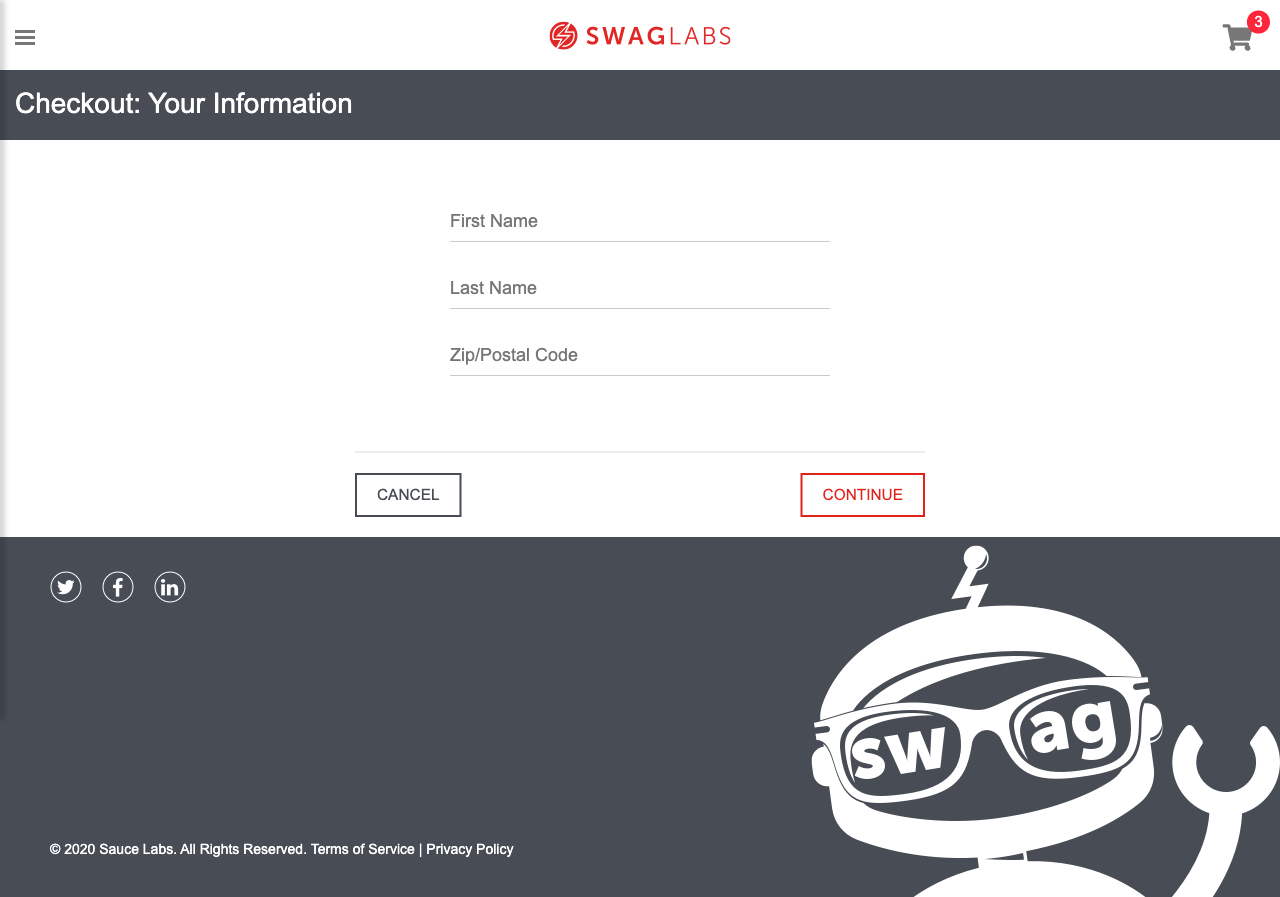 SWAGLABS
3
Checkout: Your Information
First Name
Last Name
Zip/Postal Code
CANCEL
CONTINUE
sw ag
© 2020 Sauce Labs. All Rights Reserved. Terms of Service | Privacy Policy